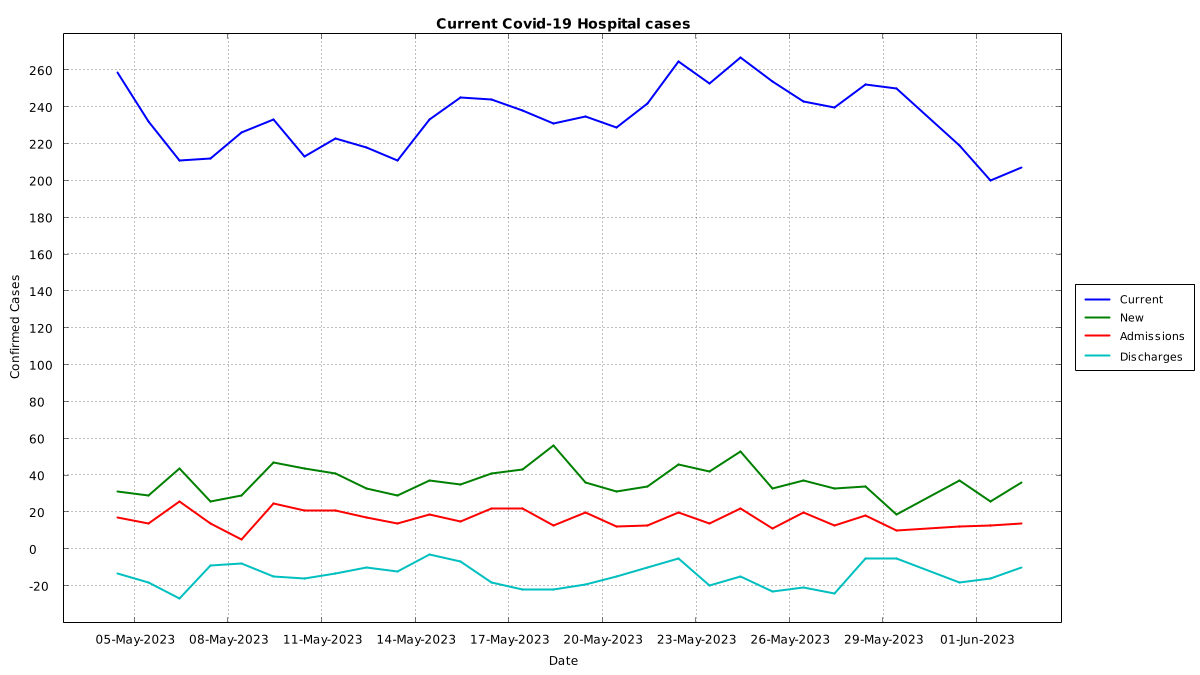 Current Covid-19 Hospital cases
260
240
220
200
180
160
140
120
100
80
60
40
20
0
-20
Confirmed Cases
05-May-2023 08-May-2023 11-May-2023 14-May-2023 17-May-2023 20-May-2023 23-May-2023 26-May-2023 29-May-2023 01-Jun-2023
Date
Current
New
Admissions
Discharges